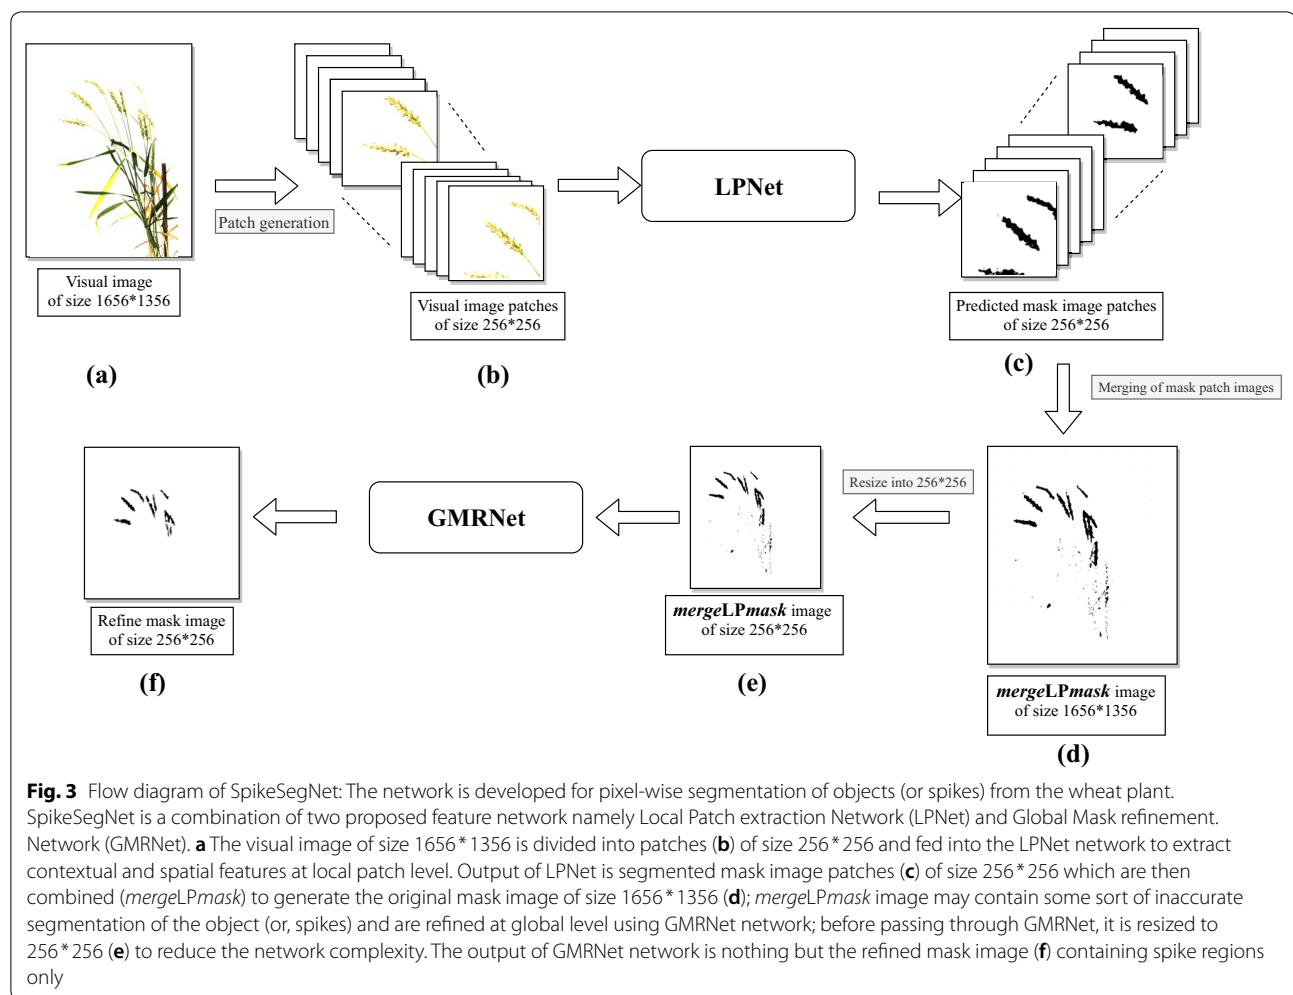 Visual image
of size 1656*1356
(a)
Patch generation
Visual image patches
of size 256*256
(b)
LPNet
Predicted mask image patches
of size 256*256
(c)
Merging of mask patch images
mergeLPmask image
of size 1656*1356
(d)
Resize into 256*256
mergeLPmask image
of size 256*256
(e)
GMRNet
Refine mask image
of size 256*256
(f)
Fig. 3 Flow diagram of SpikeSegNet: The network is developed for pixel-wise segmentation of objects (or spikes) from the wheat plant.
SpikeSegNet is a combination of two proposed feature network namely Local Patch extraction Network (LPNet) and Global Mask refinement.
Network (GMRNet). a The visual image of size 1656 * 1356 is divided into patches (b) of size 256 * 256 and fed into the LPNet network to extract
contextual and spatial features at local patch level. Output of LPNet is segmented mask image patches (c) of size 256 * 256 which are then
combined (mergeLPmask) to generate the original mask image of size 1656 * 1356 (d); mergeLPmask image may contain some sort of inaccurate
segmentation of the object (or, spikes) and are refined at global level using GMRNet network; before passing through GMRNet, it is resized to
256 * 256 (e) to reduce the network complexity. The output of GMRNet network is nothing but the refined mask image (f) containing spike regions
only